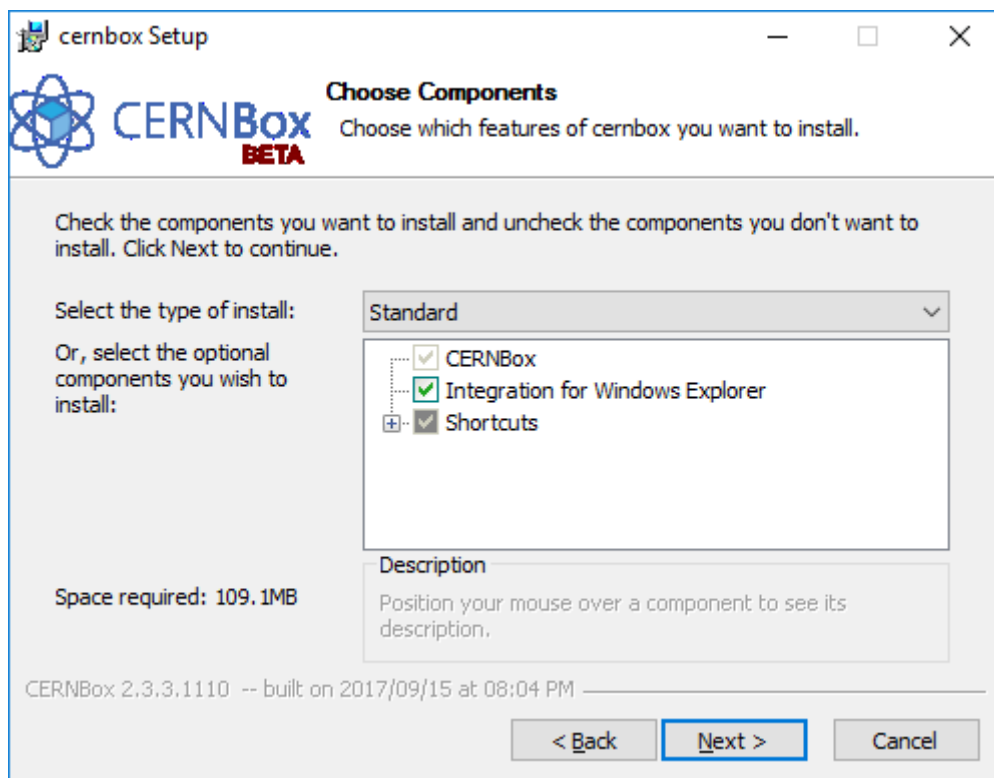 cernbox Setup
CERNBox
BETA
Choose Components
Choose which features of cernbox you want to install.
Check the components you want to install and uncheck the components you don't want to
install. Click Next to continue.
Select the type of install:
Standard
Or, select the optional
components you wish to
install:
CERNBox
Integration for Windows Explorer
Shortcuts
Space required: 109.1MB
Description
Position your mouse over a component to see its
description.
CERNBox 2.3.3.1110 -- built on 2017/09/15 at 08:04 PM
< Back
Next >
Cancel